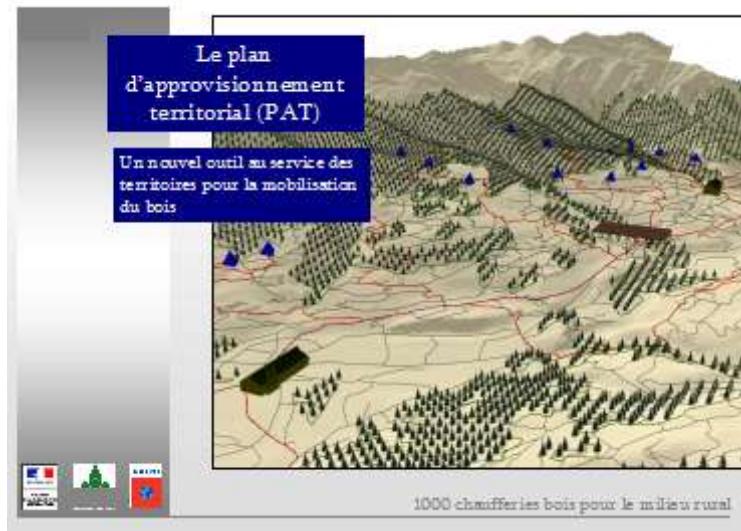 Le plan
d'approvisionnement
territorial (PAT)
Un nouvel outil au service des
territoires pour la mobilisation
du bois
1000 chaufferies bois pour le milieu rural